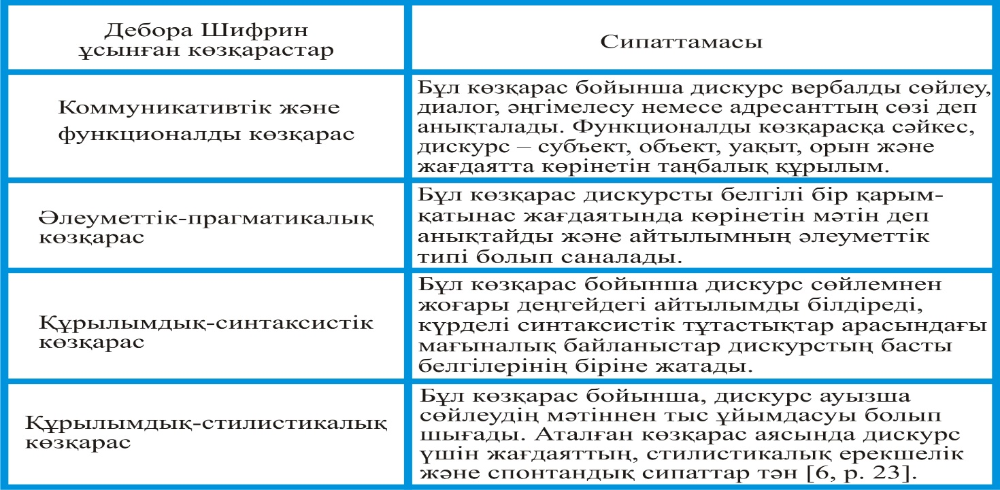 Дебора Шифрин
ұсынған көзқарастар
Сипаттамасы
Коммуникативтік және
функционалды көзқарас
Бұл көзқарас бойынша дискурс вербалды сөйлеу,
диалог, әңгімелесу немесе адресанттың сөзі деп
анықталады. Функционалды көзқарасқа сәйкес,
дискурс – субъект, объект, уақыт, орын және
жағдаятта көрінетін таңбалық құрылым.
Әлеуметтік-прагматикалық
көзқарас
Бұл көзқарас дискурсты белгілі бір қарым-
қатынас жағдаятында көрінетін мәтін деп
анықтайды және айтылымның әлеуметтік
типі болып саналады.
Құрылымдық-синтаксистік
көзқарас
Бұл көзқарас бойынша дискурс сөйлемнен
жоғары деңгейдегі айтылымды білдіреді,
күрделі синтаксистік тұтастықтар арасындағы
мағыналық байланыстар дискурстың басты
белгілерінің біріне жатады.
Құрылымдық-стилистикалық
көзқарас
Бұл көзқарас бойынша, дискурс ауызша
сөйлеудің мәтіннен тыс ұйымдасуы болып
шығады. Аталған көзқарас аясында дискурс
үшін жағдаяттың, стилистикалық ерекшелік
және спонтандық сипаттар тән [6, p. 23].